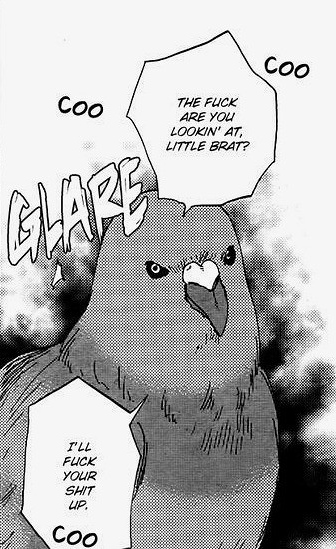 COO
THE FUCK
ARE YOU
LOOKIN' AT,
LITTLE BRAT?
COO
GLARE
I'LL
FUCK
YOUR
SHIT
UP.
COO